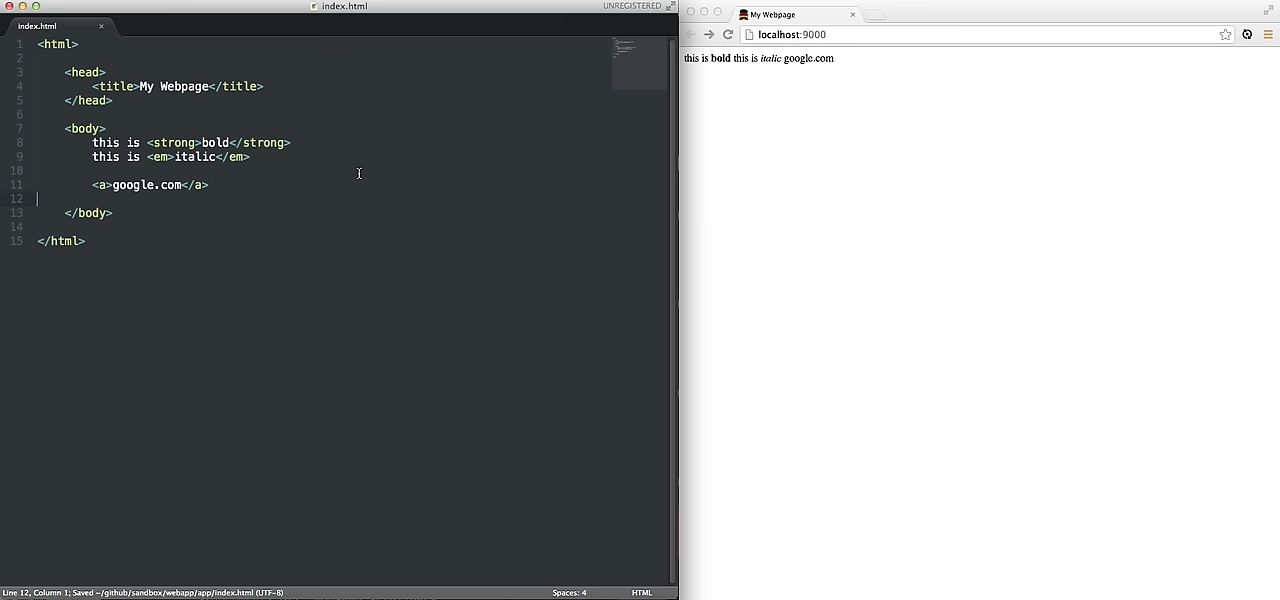 index.html
UNREGISTERED
index.html
1 <html>
2
3 <head>
4 <title>My Webpage</title>
5 </head>
6
7 <body>
8 this is <strong>bold</strong>
9 this is <em>italic</em>
10
11 <a>google.com</a>
12
13 </body>
14
15 </html>
Line 12, Column 1; Saved ~/github/sandbox/webapp/app/index.html (UTF-8)
Spaces: 4
HTML
My Webpage
localhost:9000
this is bold this is italic google.com